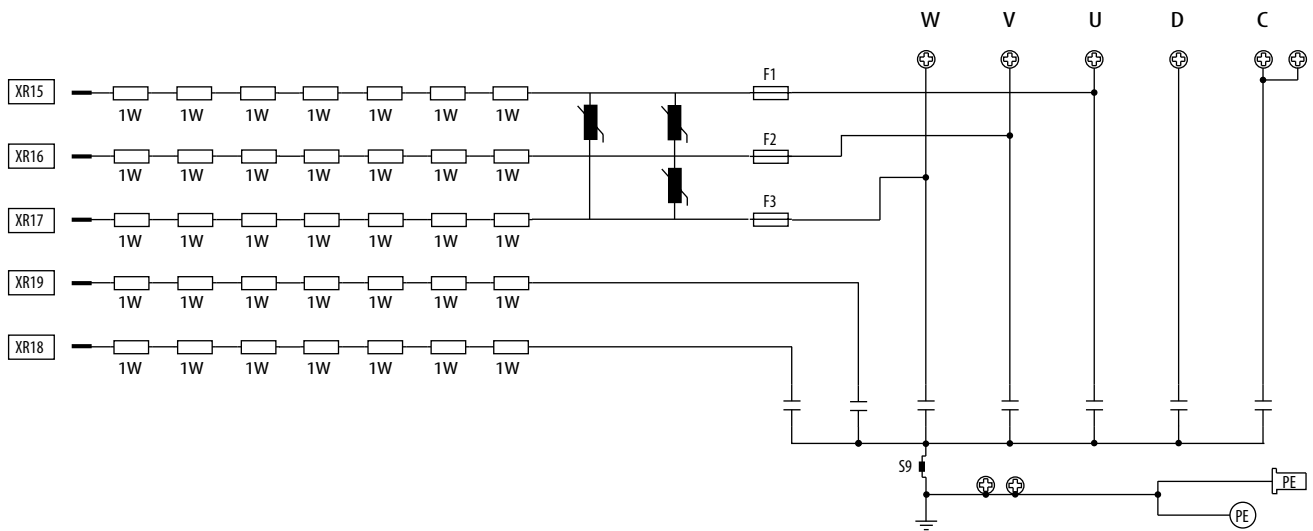 W V U D C
XR15 F1
1W 1W 1W 1W 1W 1W 1W
XR16 F2
1W 1W 1W 1W 1W 1W 1W
XR17 F3
1W 1W 1W 1W 1W 1W 1W
XR19
1W 1W 1W 1W 1W 1W 1W
XR18
1W 1W 1W 1W 1W 1W 1W
S9
PE
PE